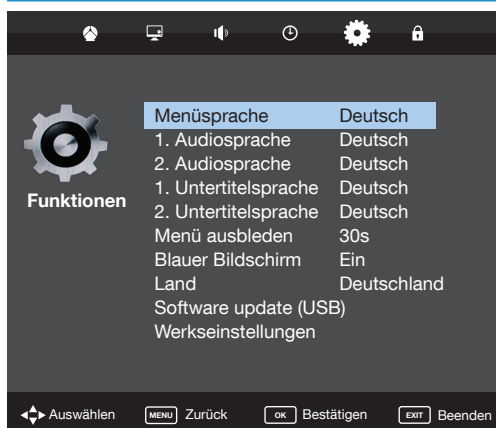 Funktionen
Menüsprache Deutsch
1. Audiosprache Deutsch
2. Audiosprache Deutsch
1. Untertitelsprache Deutsch
2. Untertitelsprache Deutsch
Menü ausbleden 30s
Blauer Bildschirm Ein
Land Deutschland
Software update (USB)
Werkseinstellungen
Auswählen MENU Zurück OK Bestätigen EXIT Beenden